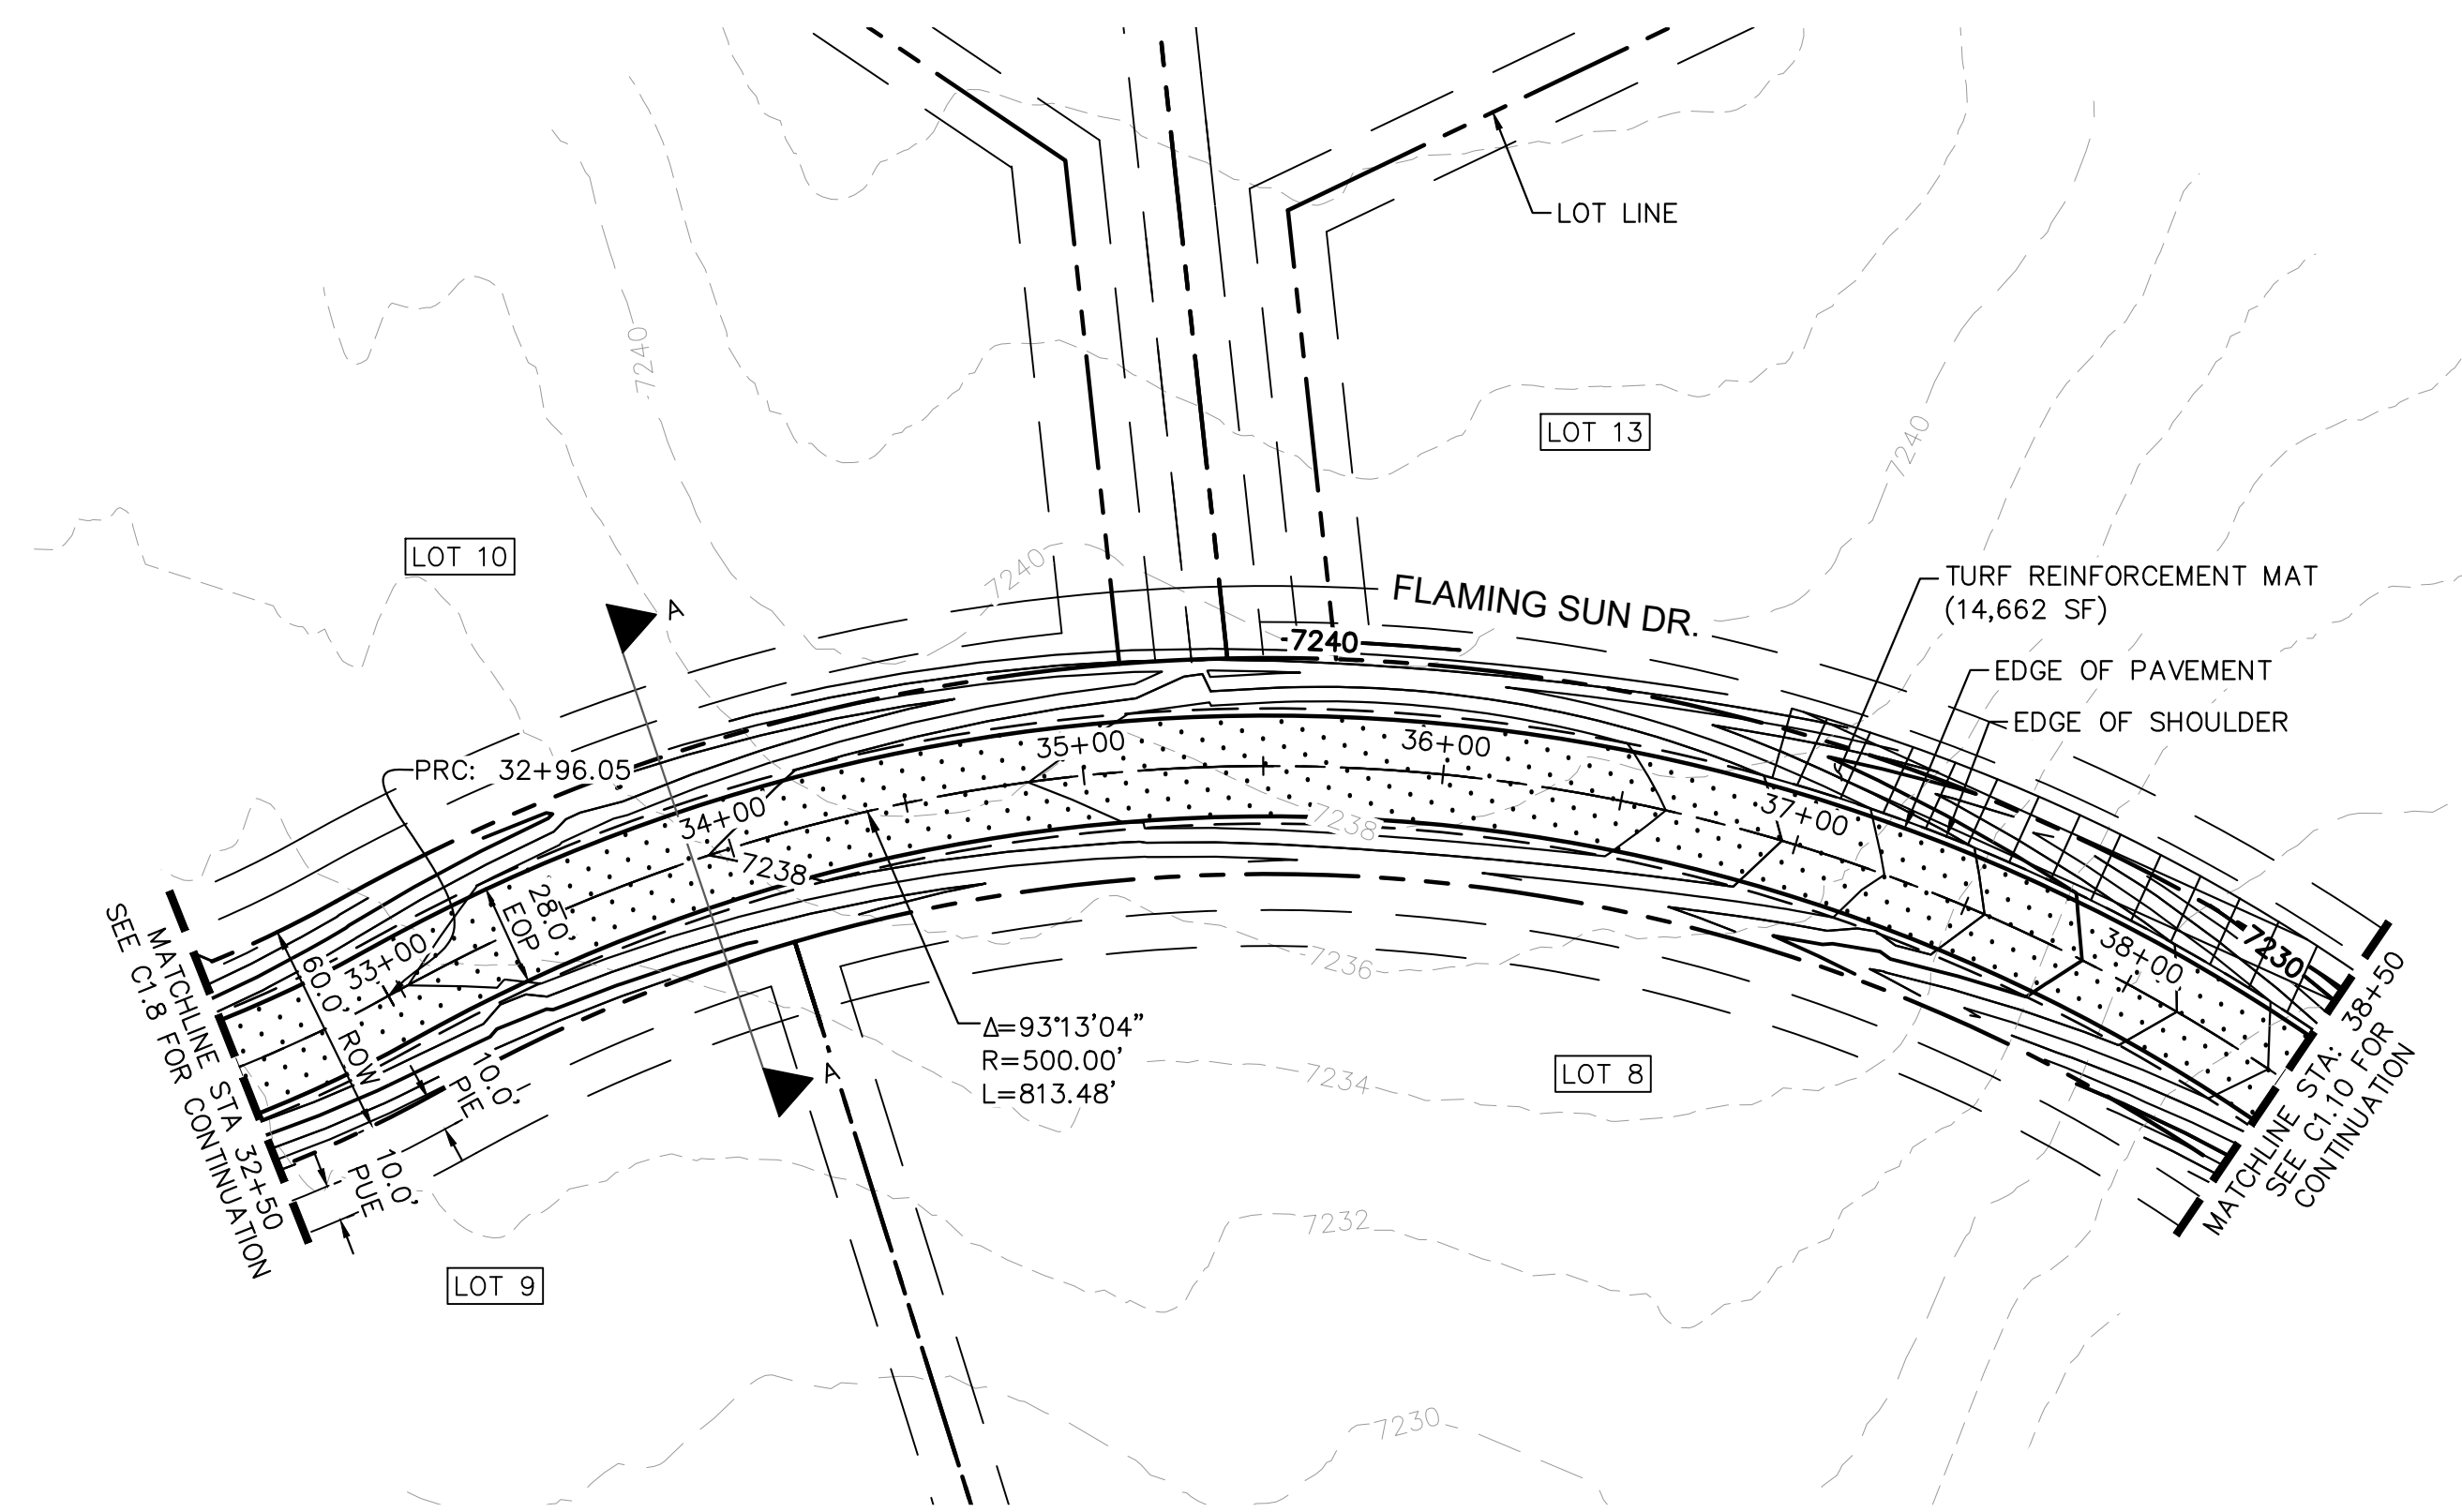 LOT LINE
7240
7240
LOT 13
LOT 10
7240
TURF REINFORCEMENT MAT
(14,662 SF)
FLAMING SUN DR.
A
7240
EDGE OF PAVEMENT
EDGE OF SHOULDER
PRC: 32+96.05
33+00
34+00
35+00
36+00
37+00
38+00
7238
7238
28.0'
EOP
60.0' ROW
7236
7230
10.0'
PIE
10.0'
PUE
MATCHLINE STA 32+50
SEE C1.8 FOR CONTINUATION
Δ=93°13'04"
R=500.00'
L=813.48'
A
7234
LOT 8
MATCHLINE STA: 38+50
SEE C1.10 FOR
CONTINUATION
7232
LOT 9
7230